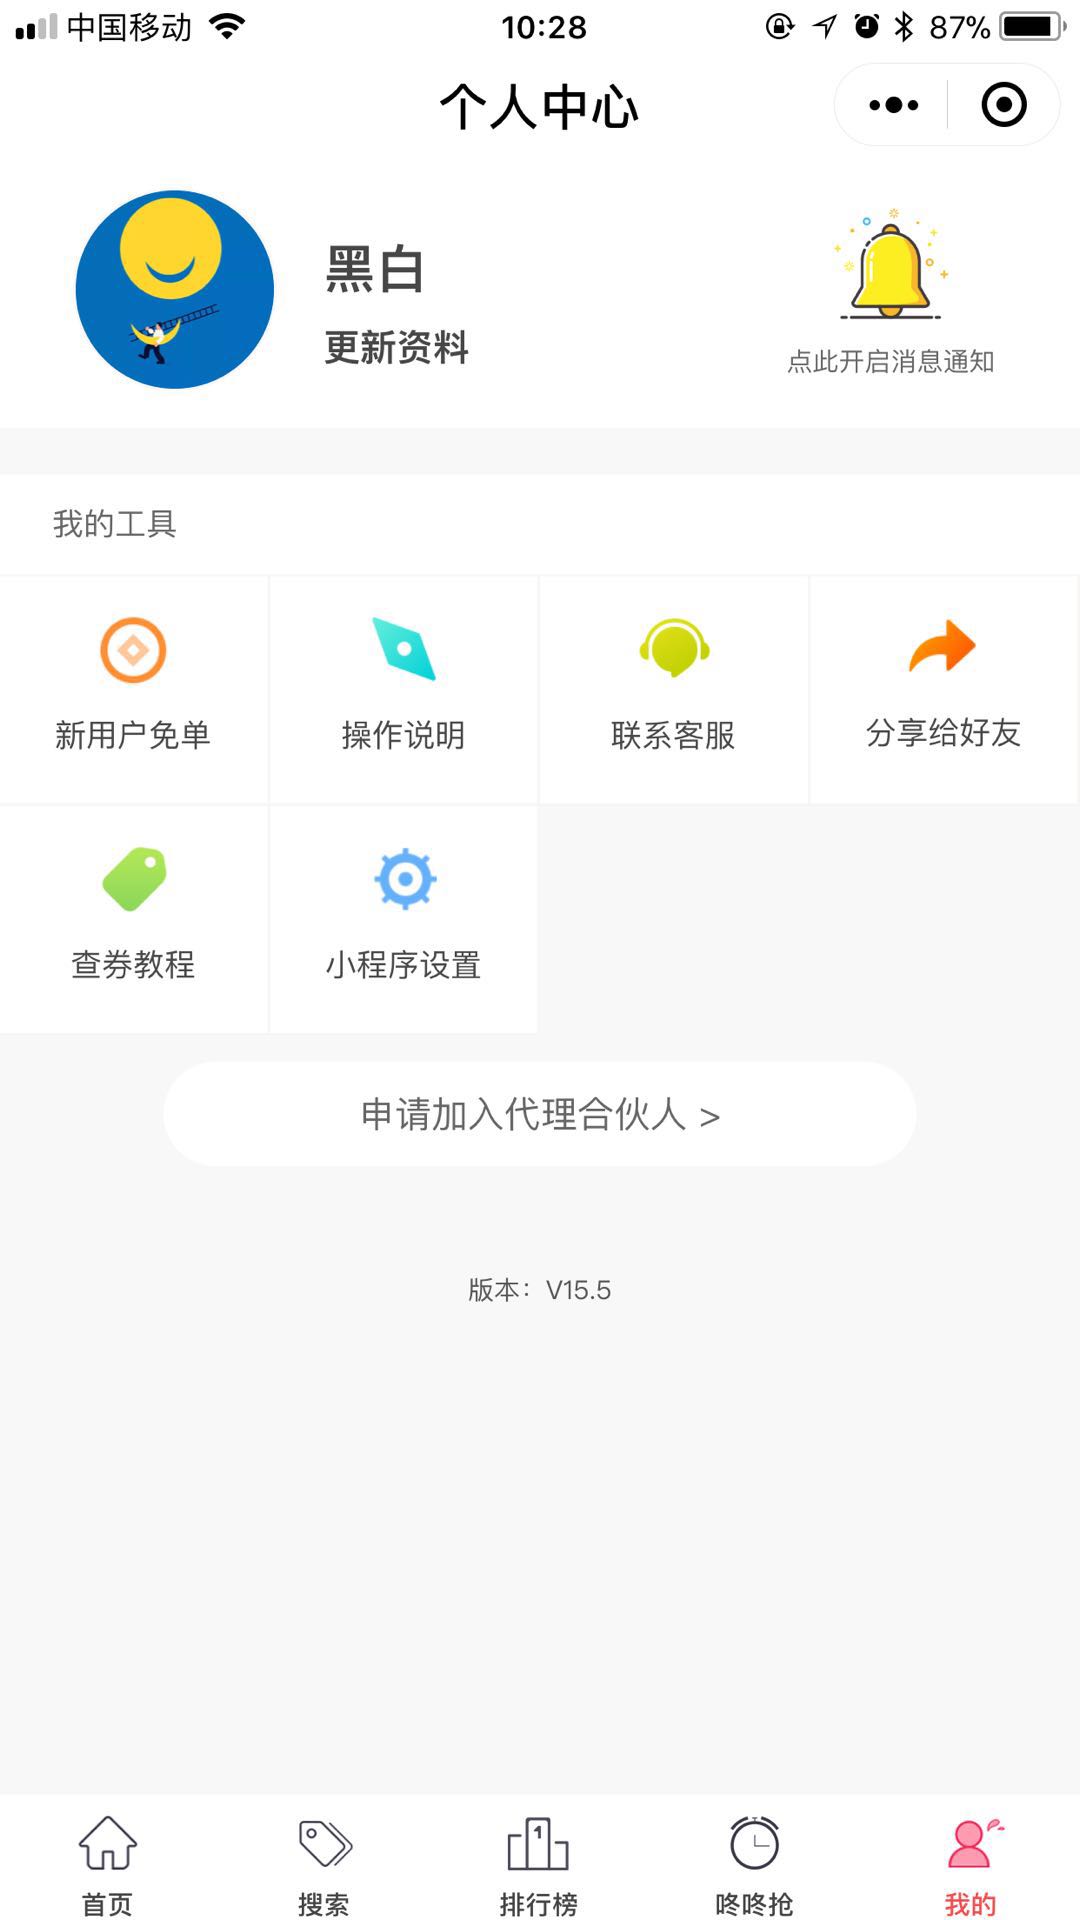 中国移动 10:28 87%
个人中心
黑白
更新资料
点此开启消息通知
我的工具
新用户免单 操作说明 联系客服 分享给好友
查券教程 小程序设置
申请加入代理合伙人 >
版本：V15.5
1
首页 搜索 排行榜 咚咚抢 我的